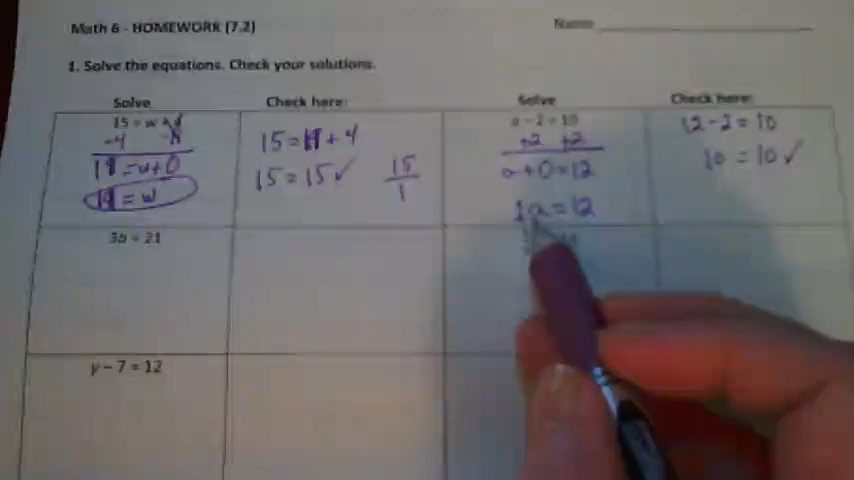 Math 6 - HOMEWORK (7.2)
Name
1. Solve the equations. Check your solutions.
Solve
Check here:
Solve
Check here:
15 = w + 4
-4 -4
11 = w+0
11 = w
15 = 11 + 4
15 = 15 ✓
15
1
a - 2 = 10
+2 +2
a + 0 = 12
1a = 12
12 - 2 = 10
10 = 10 ✓
3b = 21
y - 7 = 12